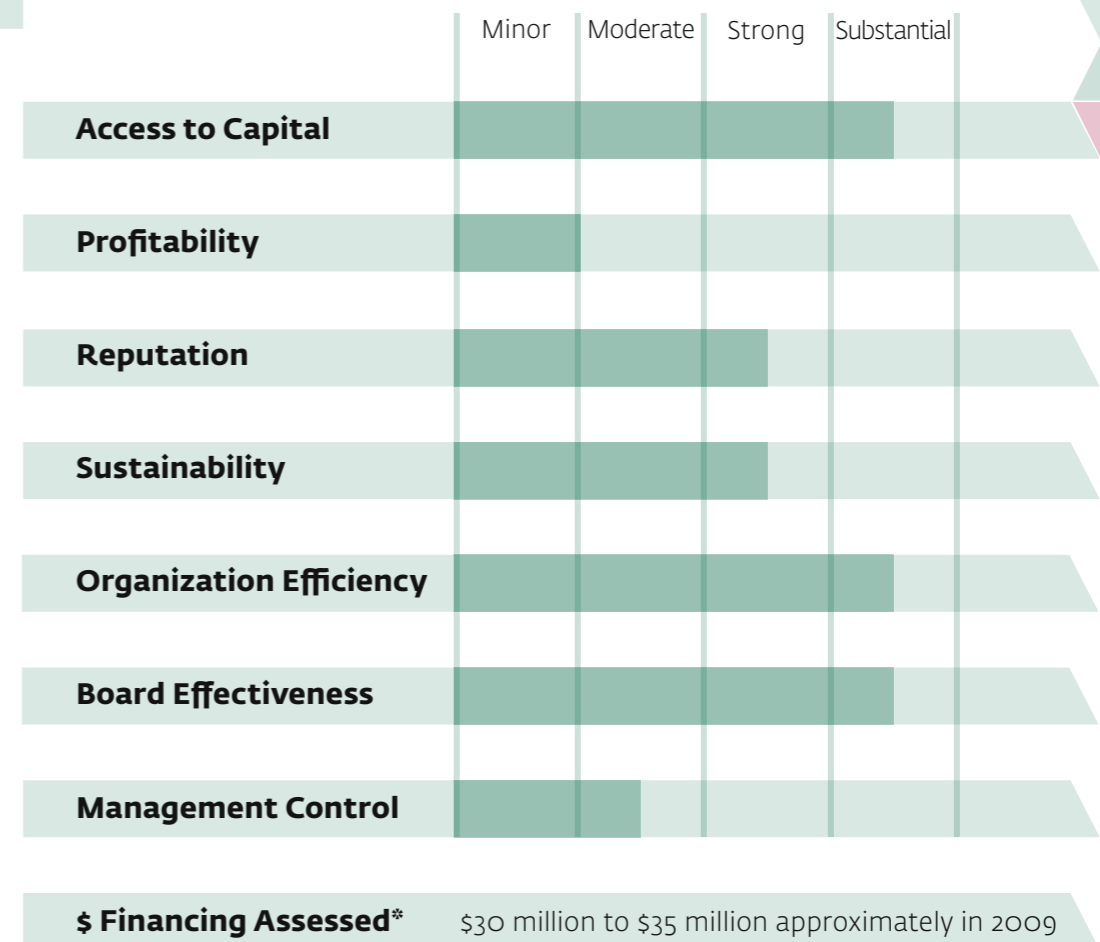 Minor Moderate Strong Substantial
Access to Capital
Profitability
Reputation
Sustainability
Organization Efficiency
Board Effectiveness
Management Control
$ Financing Assessed* $30 million to $35 million approximately in 2009